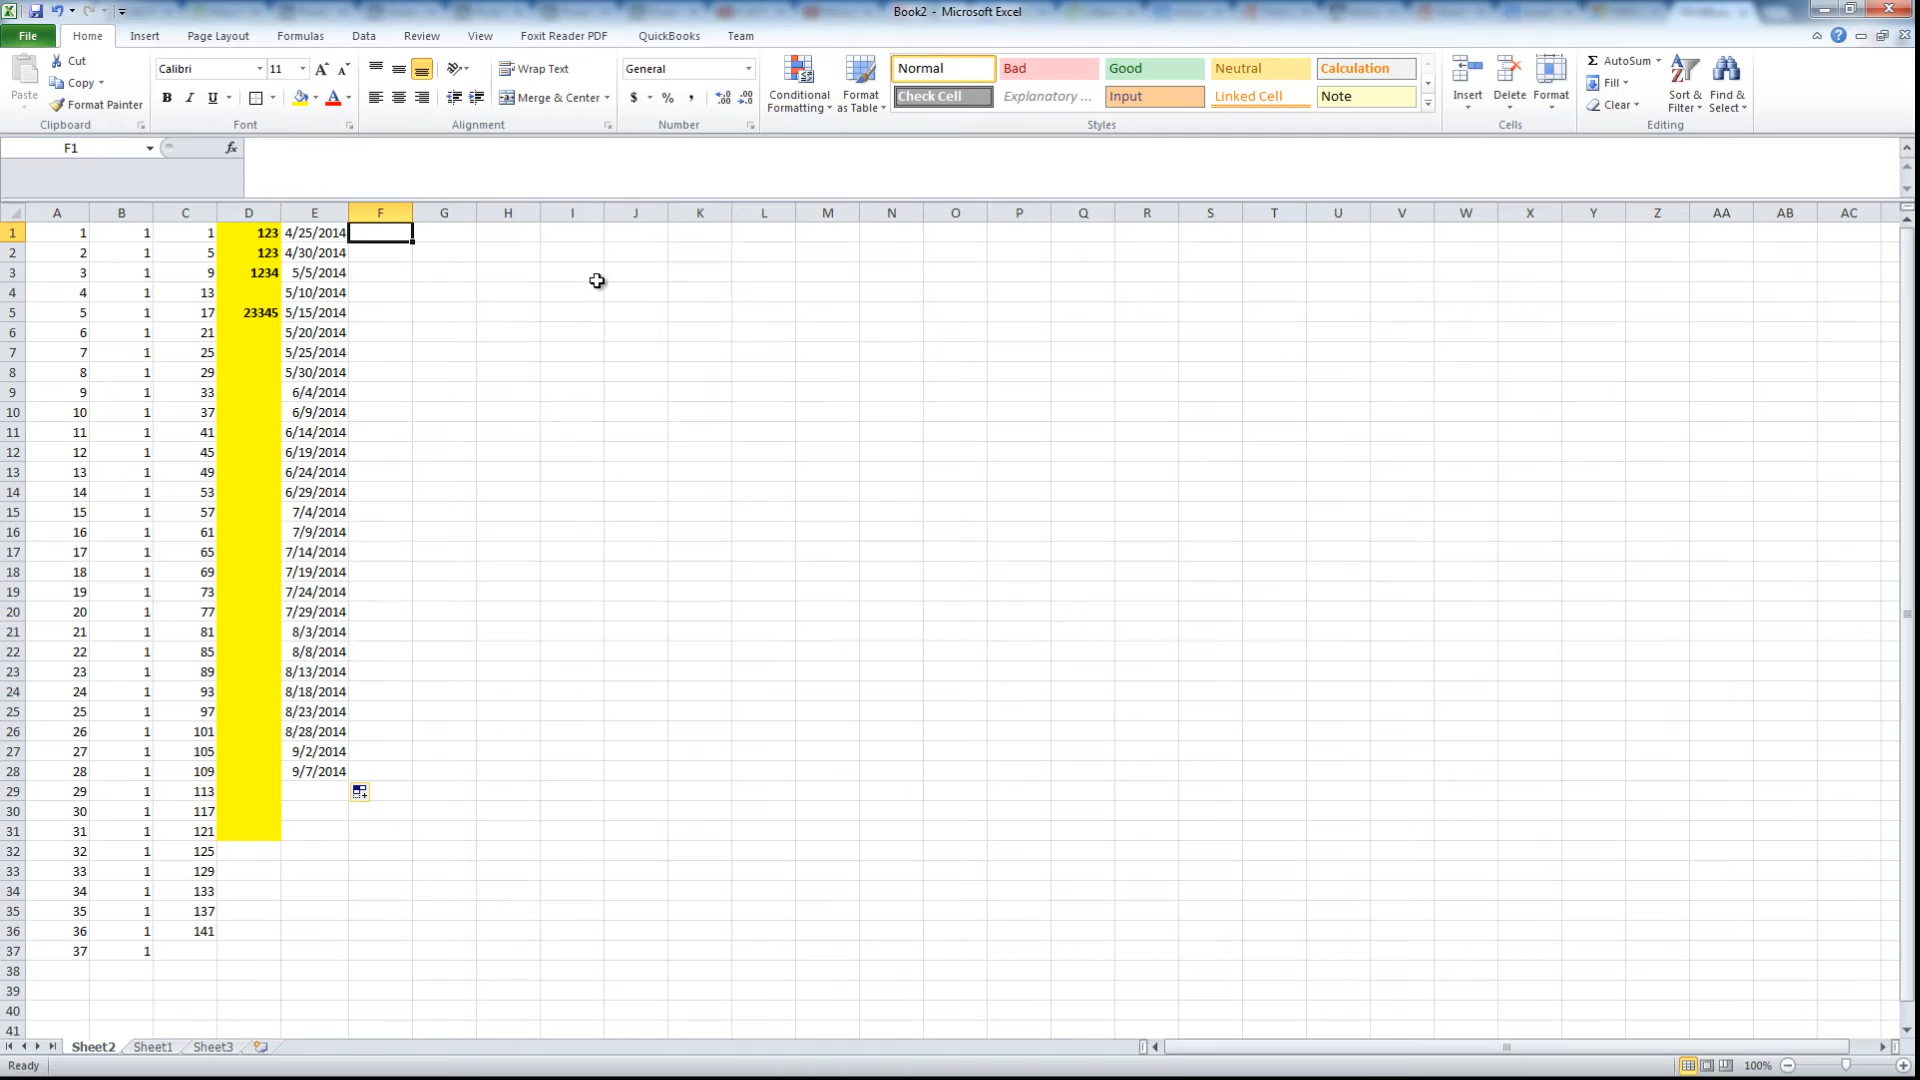 Book2 - Microsoft Excel
File Home Insert Page Layout Formulas Data Review View Foxit Reader PDF QuickBooks Team
Paste Cut Copy Format Painter Clipboard
Calibri 11 A A B I U A Font
Wrap Text Merge & Center Alignment
General $ % , .00 .0 Number
Conditional Formatting Format as Table
Normal Bad Good Neutral Calculation
Check Cell Explanatory ... Input Linked Cell Note
Styles
Insert Delete Format Cells
Σ AutoSum Fill Clear Sort & Filter Find & Select Editing
F1 fx
A B C D E F G H I J K L M N O P Q R S T U V W X Y Z AA AB AC
1 1 1 1 123 4/25/2014
2 2 1 5 123 4/30/2014
3 3 1 9 1234 5/5/2014
4 4 1 13 5/10/2014
5 5 1 17 23345 5/15/2014
6 6 1 21 5/20/2014
7 7 1 25 5/25/2014
8 8 1 29 5/30/2014
9 9 1 33 6/4/2014
10 10 1 37 6/9/2014
11 11 1 41 6/14/2014
12 12 1 45 6/19/2014
13 13 1 49 6/24/2014
14 14 1 53 6/29/2014
15 15 1 57 7/4/2014
16 16 1 61 7/9/2014
17 17 1 65 7/14/2014
18 18 1 69 7/19/2014
19 19 1 73 7/24/2014
20 20 1 77 7/29/2014
21 21 1 81 8/3/2014
22 22 1 85 8/8/2014
23 23 1 89 8/13/2014
24 24 1 93 8/18/2014
25 25 1 97 8/23/2014
26 26 1 101 8/28/2014
27 27 1 105 9/2/2014
28 28 1 109 9/7/2014
29 29 1 113
30 30 1 117
31 31 1 121
32 32 1 125
33 33 1 129
34 34 1 133
35 35 1 137
36 36 1 141
37 37 1
38
39
40
41
Sheet2 Sheet1 Sheet3
Ready 100%